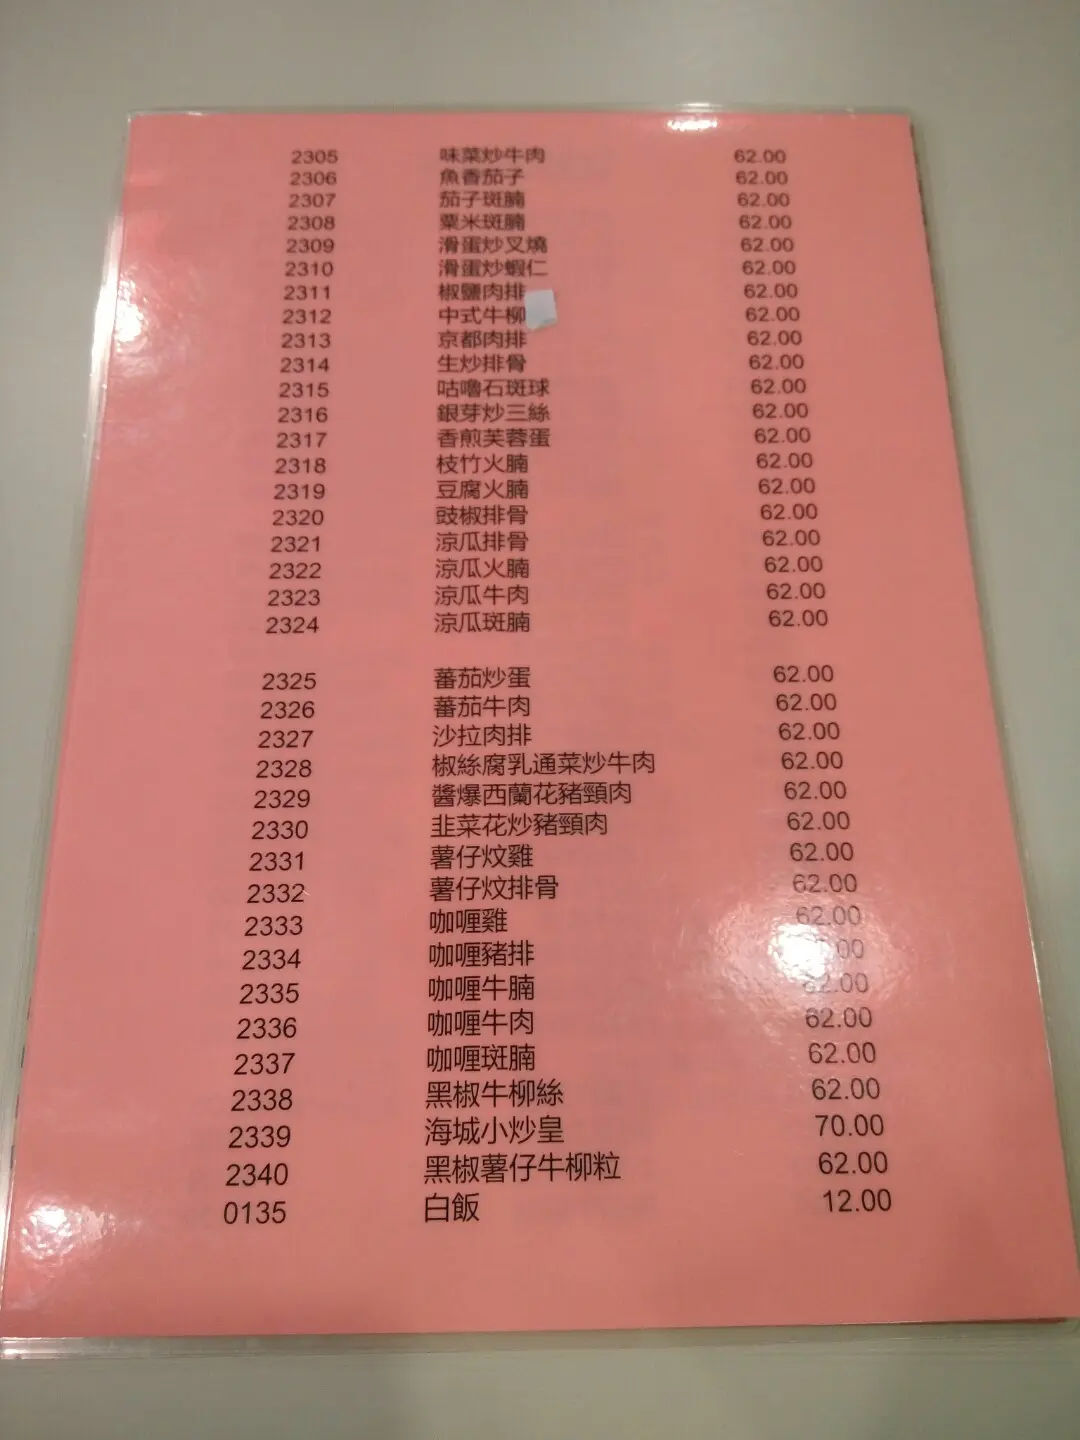 2305 味菜炒牛肉 62.00
2306 魚香茄子 62.00
2307 茄子斑腩 62.00
2308 粟米斑腩 62.00
2309 滑蛋炒叉燒 62.00
2310 滑蛋炒蝦仁 62.00
2311 椒鹽肉排 62.00
2312 中式牛柳 62.00
2313 京都肉排 62.00
2314 生炒排骨 62.00
2315 咕嚕石斑球 62.00
2316 銀芽炒三絲 62.00
2317 香煎芙蓉蛋 62.00
2318 枝竹火腩 62.00
2319 豆腐火腩 62.00
2320 豉椒排骨 62.00
2321 涼瓜排骨 62.00
2322 涼瓜火腩 62.00
2323 涼瓜牛肉 62.00
2324 涼瓜斑腩 62.00
2325 蕃茄炒蛋 62.00
2326 蕃茄牛肉 62.00
2327 沙拉肉排 62.00
2328 椒絲腐乳通菜炒牛肉 62.00
2329 醬爆西蘭花豬頸肉 62.00
2330 韭菜花炒豬頸肉 62.00
2331 薯仔炆雞 62.00
2332 薯仔炆排骨 62.00
2333 咖喱雞 62.00
2334 咖喱豬排
2335 咖喱牛腩 62.00
2336 咖喱牛肉 62.00
2337 咖喱斑腩 62.00
2338 黑椒牛柳絲 62.00
2339 海城小炒皇 70.00
2340 黑椒薯仔牛柳粒 62.00
0135 白飯 12.00